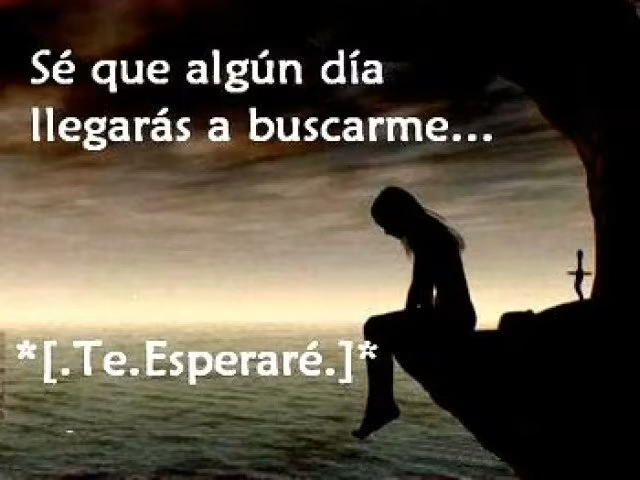 Sé que algún día
llegarás a buscarme...
*[.Te.Esperaré.]*